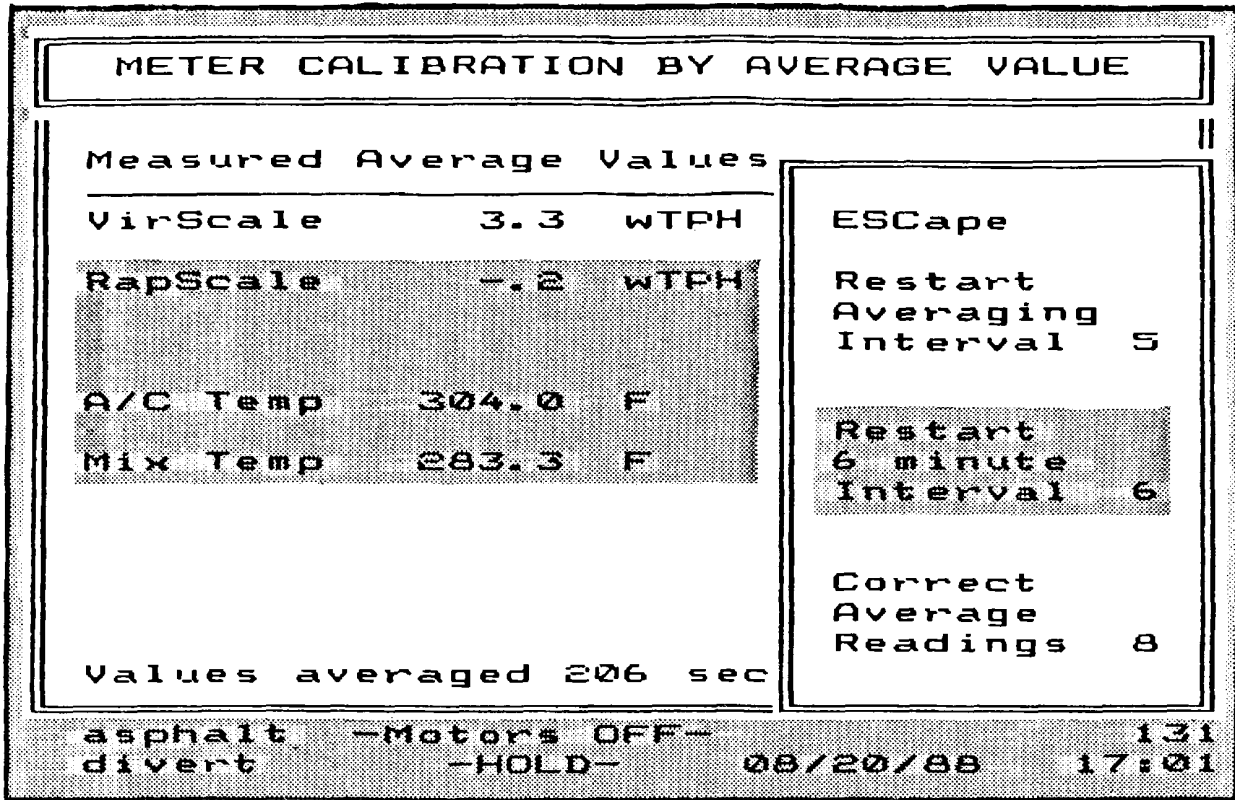 METER CALIBRATION BY AVERAGE VALUE
Measured Average Values
VirScale 3.3 wTPH
RapScale -.2 wTPH
A/C Temp 304.0 F
Mix Temp 283.3 F
Values averaged 206 sec
ESCape
Restart
Averaging
Interval 5
Restart
6 minute
Interval 6
Correct
Average
Readings 8
asphalt -Motors OFF- 131
divert -HOLD- 08/20/88 17:01